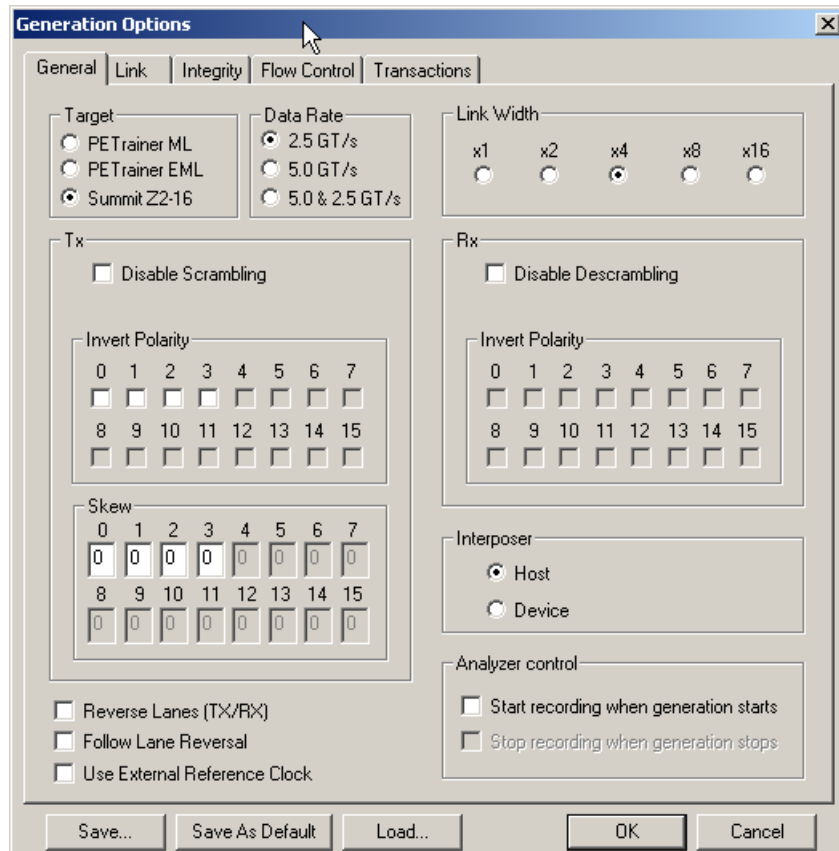 Generation Options
General Link Integrity Flow Control Transactions
Target
PETrainer ML
PETrainer EML
Summit Z2-16
Data Rate
2.5 GT/s
5.0 GT/s
5.0 & 2.5 GT/s
Link Width
x1 x2 x4 x8 x16
Tx
Disable Scrambling
Invert Polarity
0 1 2 3 4 5 6 7
8 9 10 11 12 13 14 15
Skew
0 1 2 3 4 5 6 7
0 0 0 0 0 0 0 0
8 9 10 11 12 13 14 15
0 0 0 0 0 0 0 0
Rx
Disable Descrambling
Invert Polarity
0 1 2 3 4 5 6 7
8 9 10 11 12 13 14 15
Interposer
Host
Device
Analyzer control
Start recording when generation starts
Stop recording when generation stops
Reverse Lanes (TX/RX)
Follow Lane Reversal
Use External Reference Clock
Save... Save As Default Load... OK Cancel